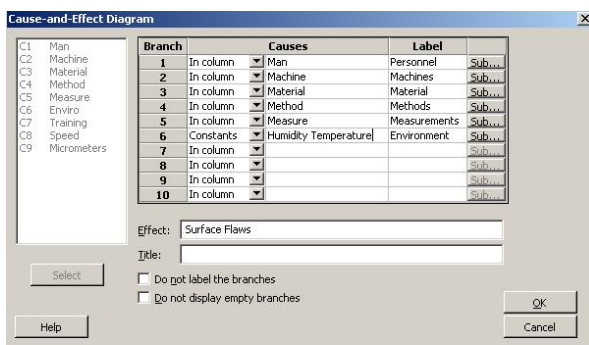 Cause-and-Effect Diagram
C1 Man
C2 Machine
C3 Material
C4 Method
C5 Measure
C6 Enviro
C7 Training
C8 Speed
C9 Micrometers
Branch Causes Label
1 In column Man Personnel Sub...
2 In column Machine Machines Sub...
3 In column Material Material Sub...
4 In column Method Methods Sub...
5 In column Measure Measurements Sub...
6 Constants Humidity Temperature Environment Sub...
7 In column Sub...
8 In column Sub...
9 In column Sub...
10 In column Sub...
Effect: Surface Flaws
Title:
Select
Do not label the branches
Do not display empty branches
OK
Help
Cancel